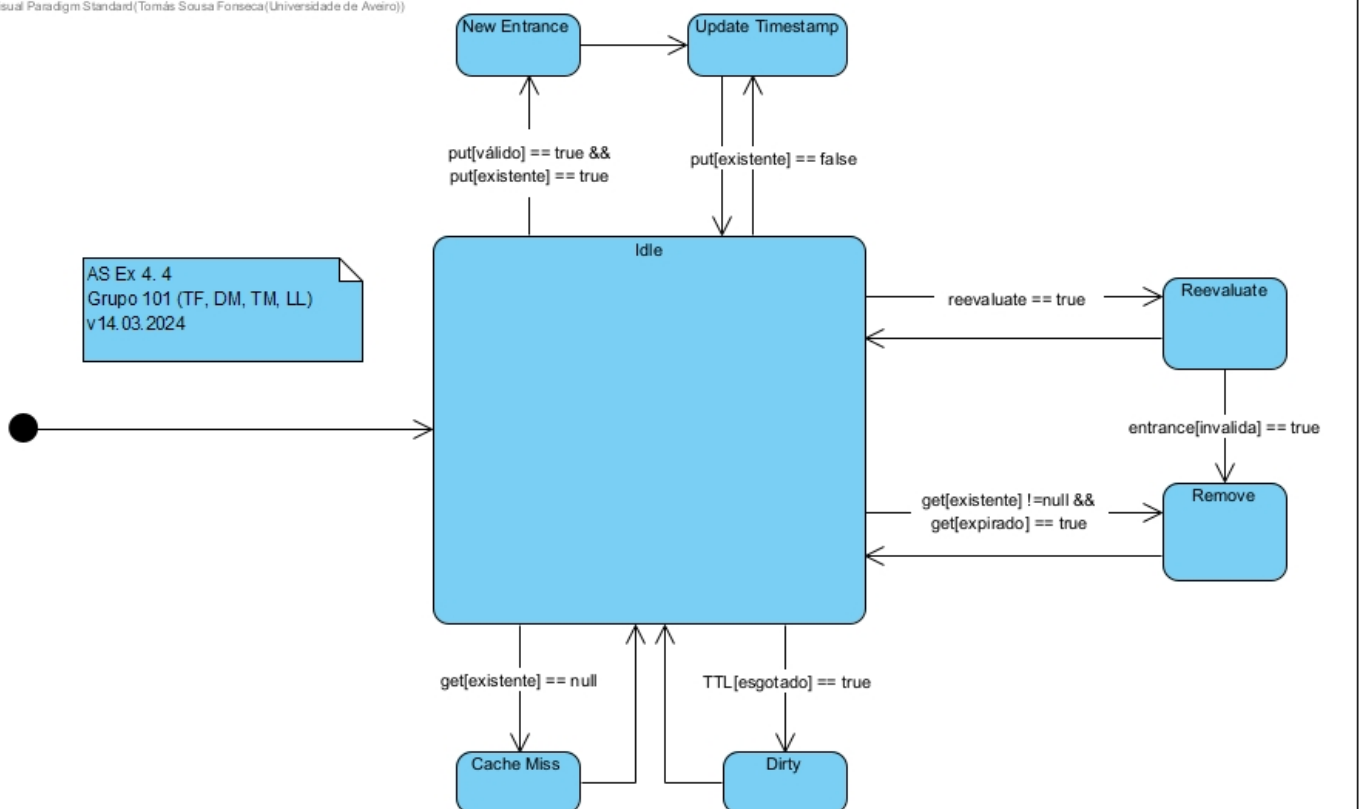 sual Paradigm Standard(Tomás Sousa Fonseca(Universidade de Aveiro))
New Entrance
Update Timestamp
put[válido] == true &&
put[existente] == true
put[existente] == false
Idle
AS Ex 4. 4
Grupo 101 (TF, DM, TM, LL)
v14.03.2024
reevaluate == true
Reevaluate
entrance[invalida] == true
get[existente] !=null &&
get[expirado] == true
Remove
get[existente] == null
TTL[esgotado] == true
Cache Miss
Dirty